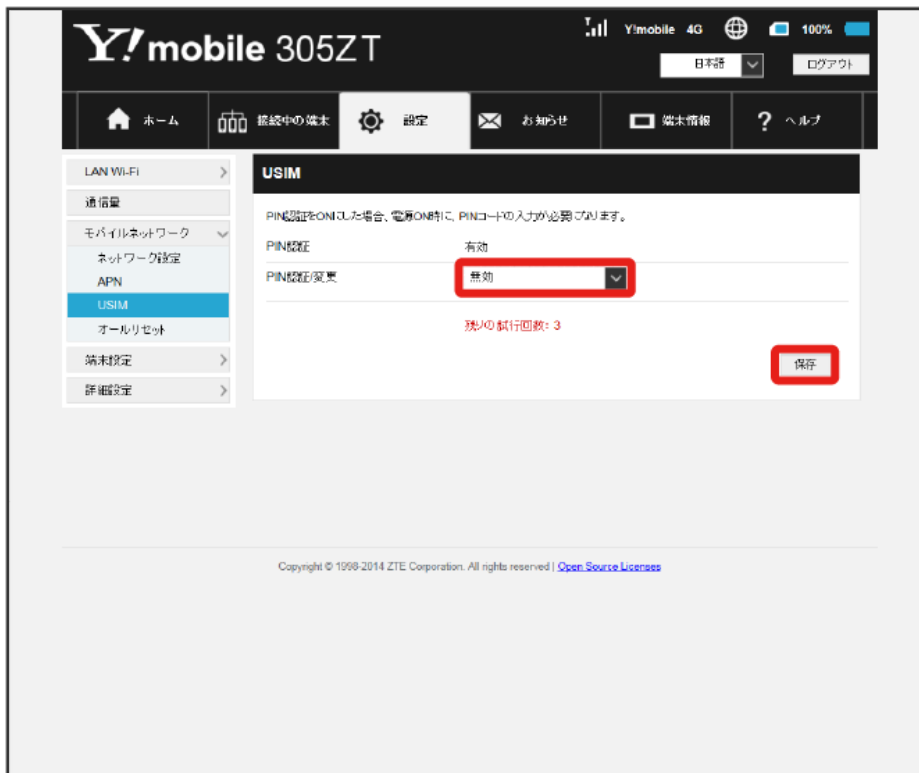 Y!mobile 4G 100%
Y!mobile 305ZT
日本語 ログアウト
ホーム 接続中の端末 設定 お知らせ 端末情報 ? ヘルプ
LAN Wi-Fi
通信量
モバイルネットワーク
ネットワーク設定
APN
USIM
オールリセット
端末設定
詳細設定
USIM
PIN認証をONにした場合、電源ON時に、PINコードの入力が必要になります。
PIN認証 有効
PIN認証/変更 無効
残りの試行回数: 3
保存
Copyright © 1998-2014 ZTE Corporation. All rights reserved | Open Source Licenses